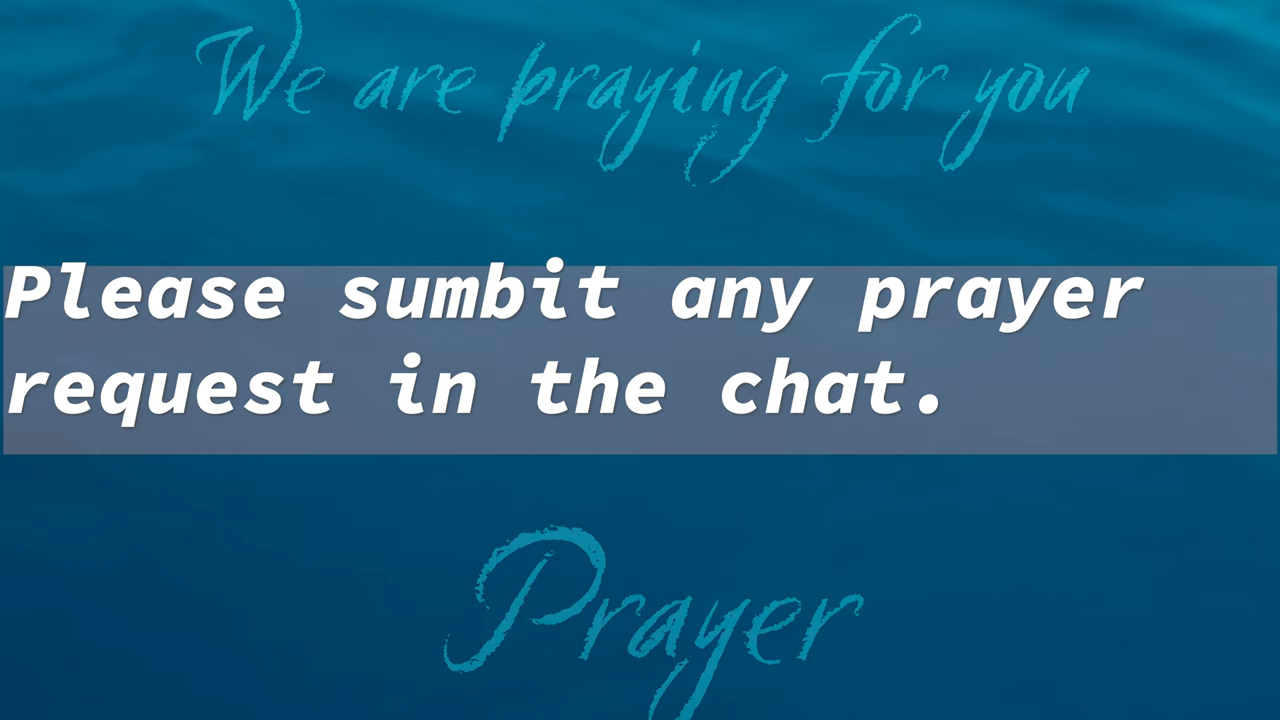 We are praying for you
Please sumbit any prayer
request in the chat.
Prayer